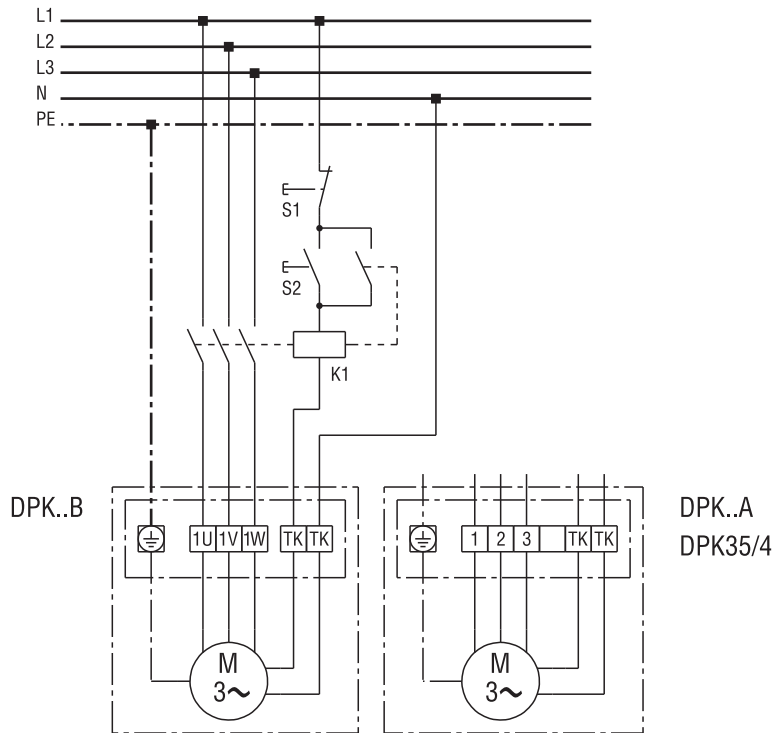 L1
L2
L3
N
PE
S1
S2
K1
DPK..B
1U 1V 1W TK TK
M
3~
1 2 3 TK TK
M
3~
DPK..A
DPK35/4